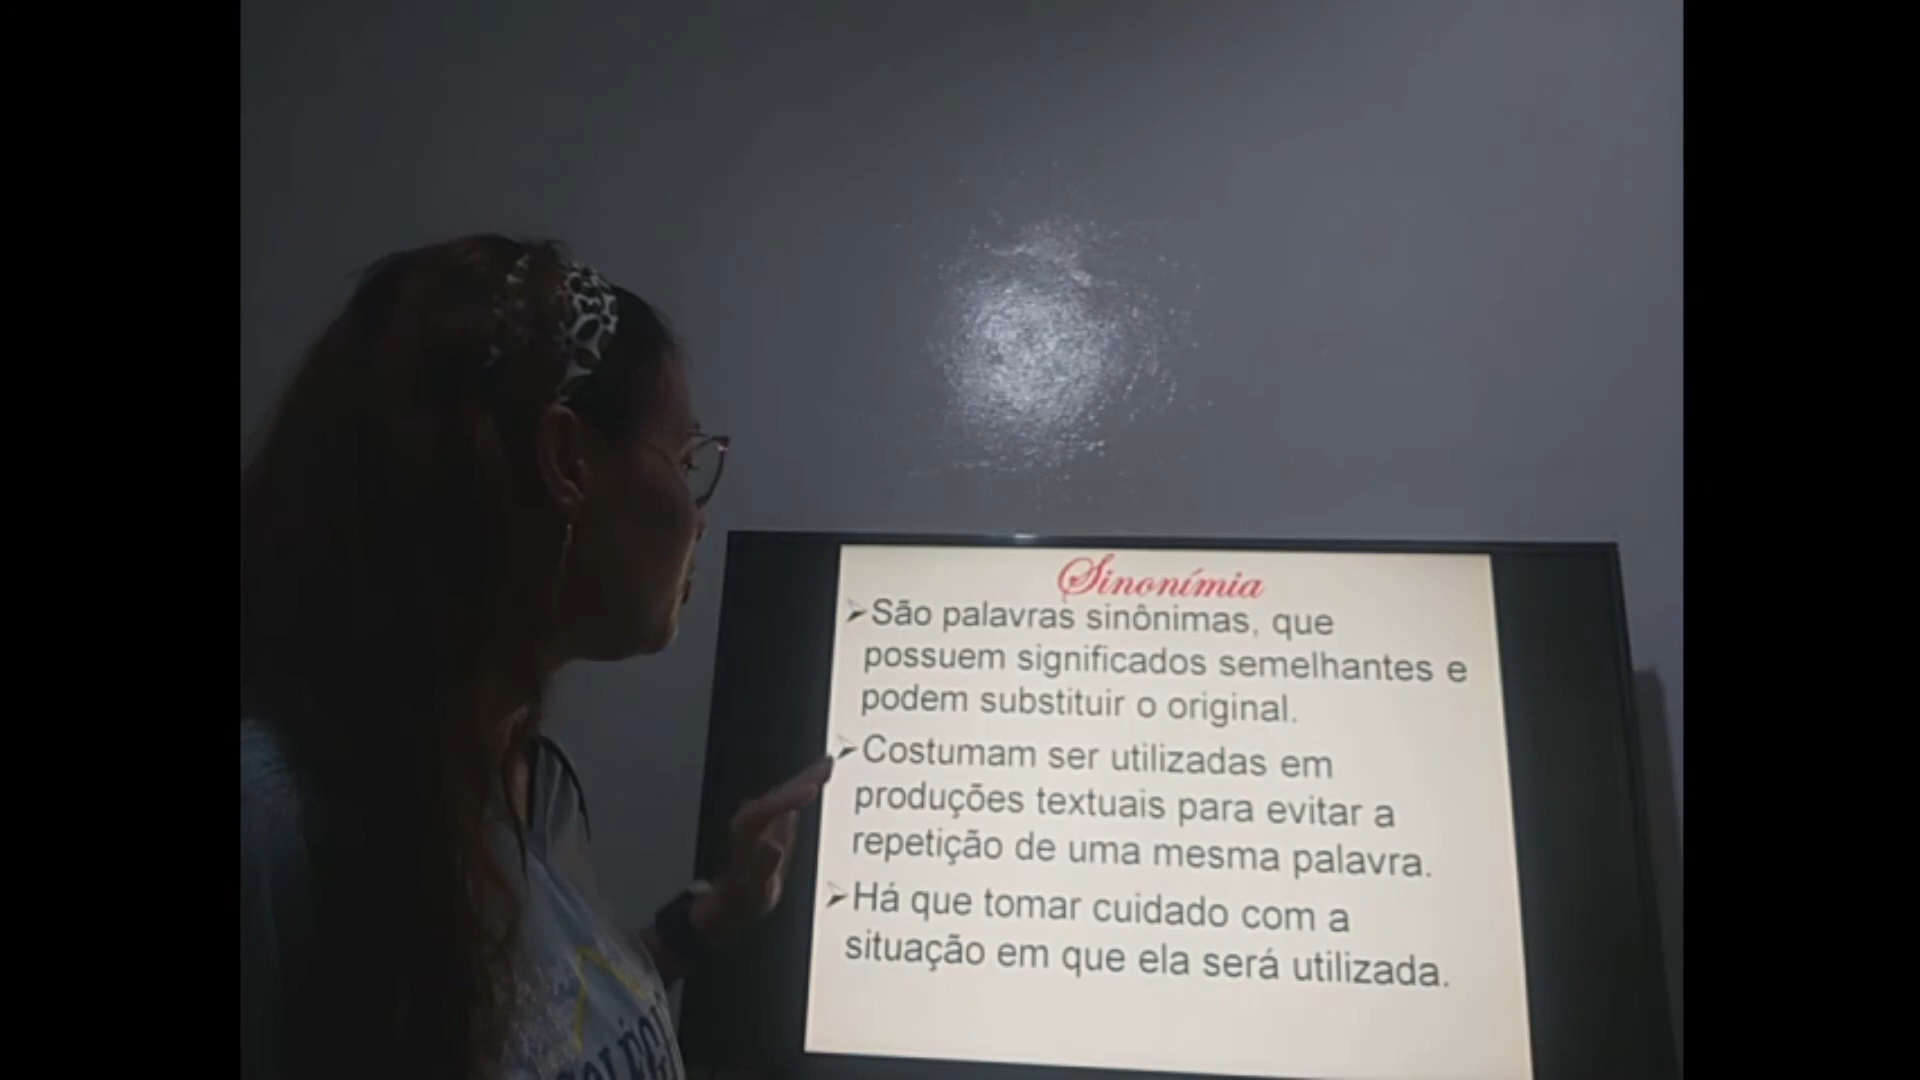 Sinonímia
➢São palavras sinônimas, que
possuem significados semelhantes e
podem substituir o original.
➢Costumam ser utilizadas em
produções textuais para evitar a
repetição de uma mesma palavra.
➢Há que tomar cuidado com a
situação em que ela será utilizada.